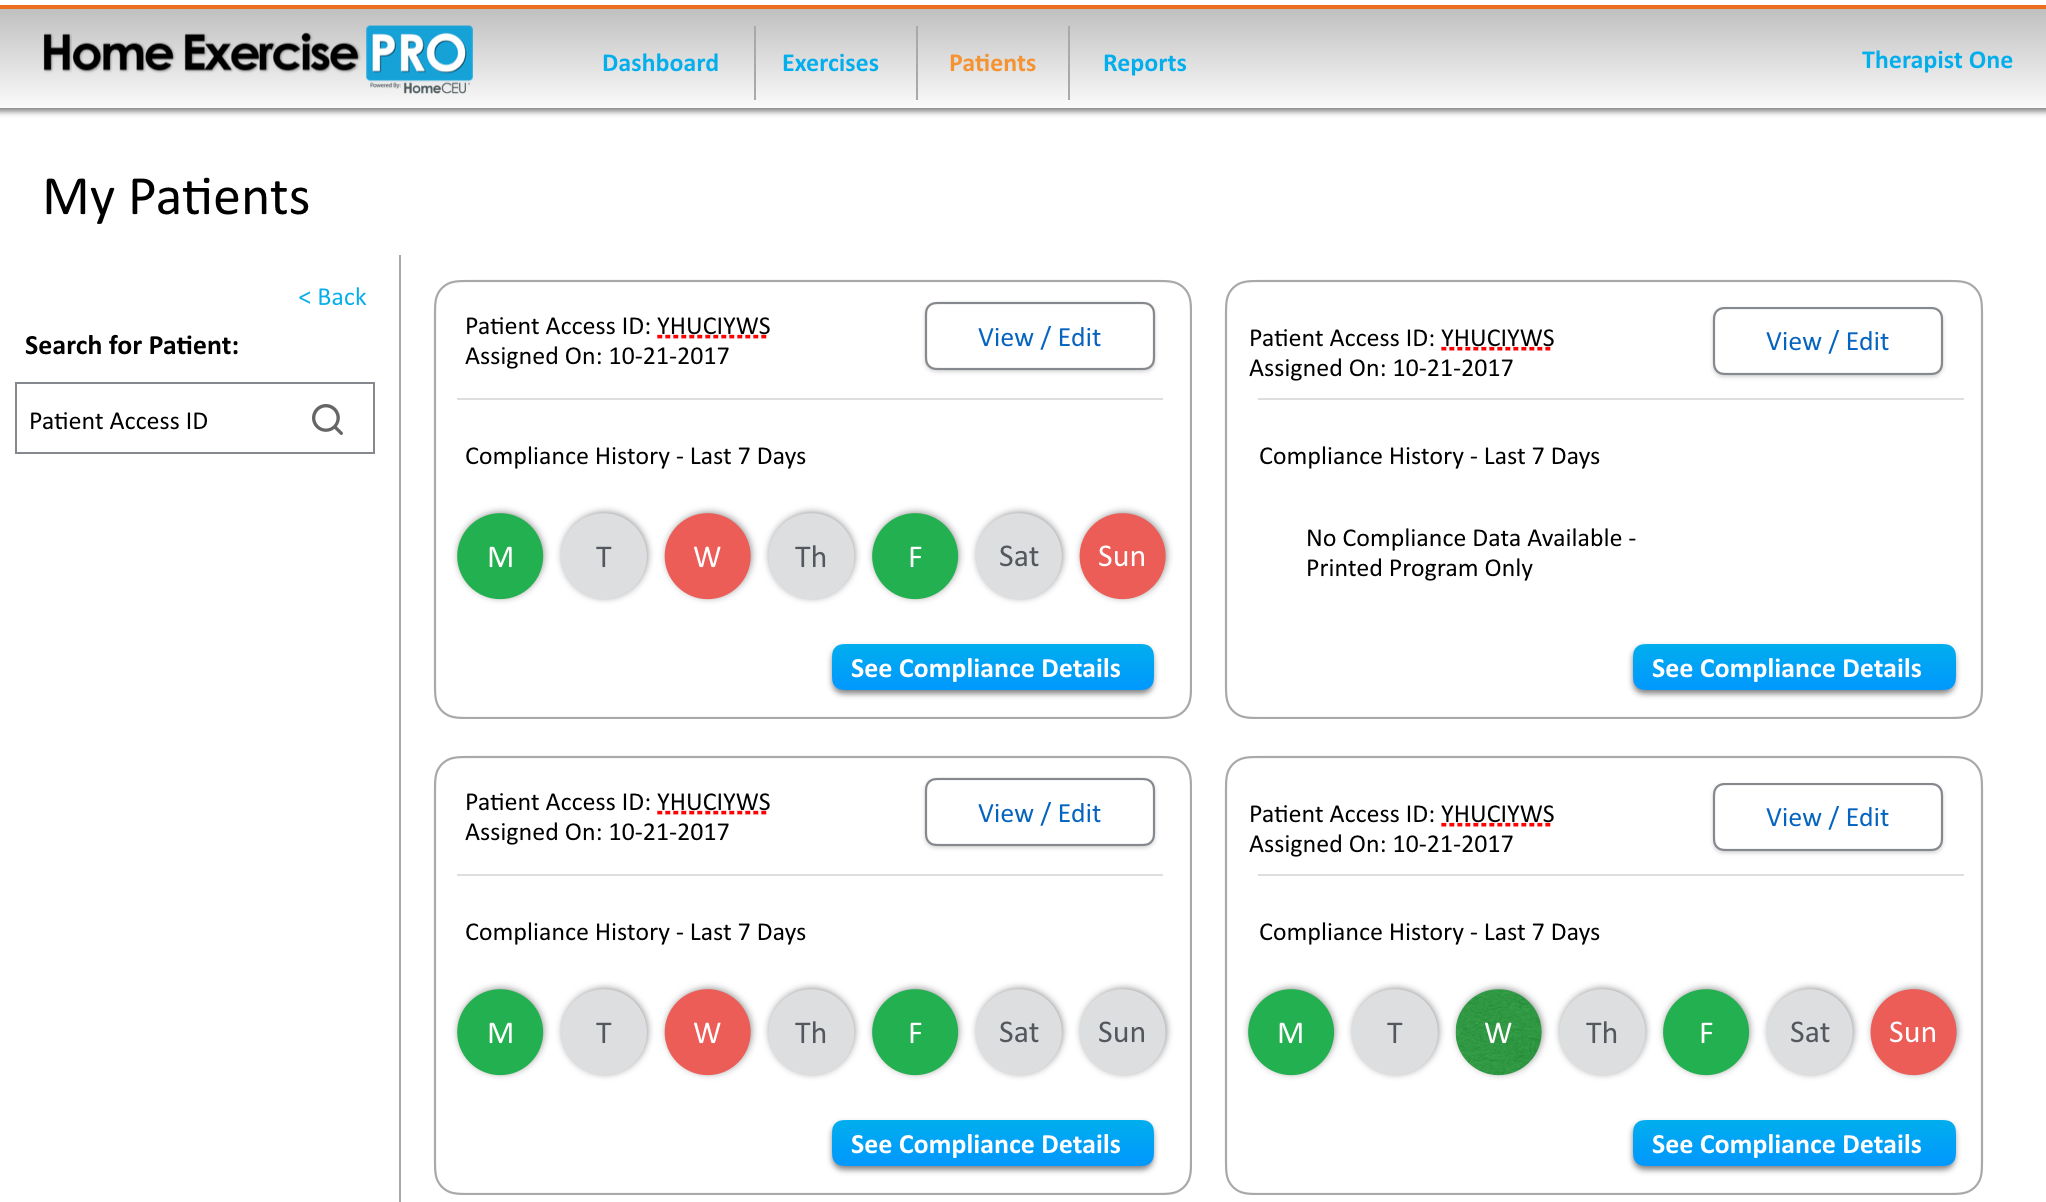 Home Exercise PRO
Powered By: HomeCEU
Dashboard
Exercises
Patients
Reports
Therapist One
My Patients
< Back
Search for Patient:
Patient Access ID
Patient Access ID: YHUCIYWS
Assigned On: 10-21-2017
View / Edit
Compliance History - Last 7 Days
M T W Th F Sat Sun
See Compliance Details
Patient Access ID: YHUCIYWS
Assigned On: 10-21-2017
View / Edit
Compliance History - Last 7 Days
No Compliance Data Available -
Printed Program Only
See Compliance Details
Patient Access ID: YHUCIYWS
Assigned On: 10-21-2017
View / Edit
Compliance History - Last 7 Days
M T W Th F Sat Sun
See Compliance Details
Patient Access ID: YHUCIYWS
Assigned On: 10-21-2017
View / Edit
Compliance History - Last 7 Days
M T W Th F Sat Sun
See Compliance Details